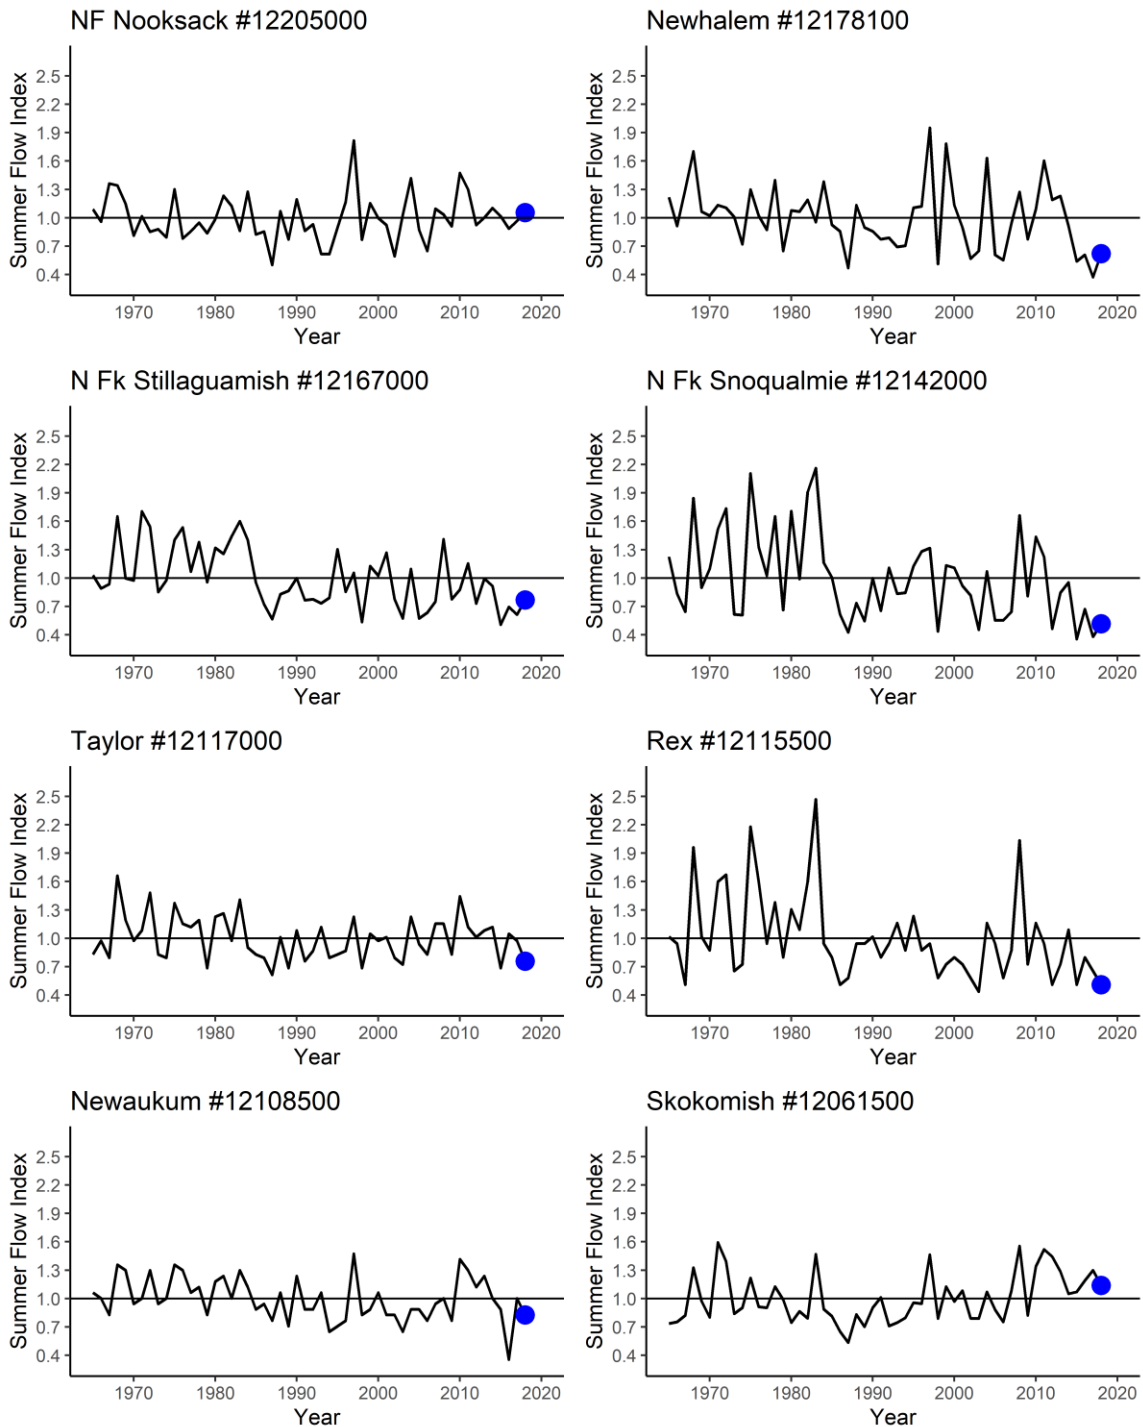 NF Nooksack #12205000
Newhalem #12178100
Summer Flow Index
2.5
2.2
1.9
1.6
1.3
1.0
0.7
0.4
1970 1980 1990 2000 2010 2020
Year
Summer Flow Index
2.5
2.2
1.9
1.6
1.3
1.0
0.7
0.4
1970 1980 1990 2000 2010 2020
Year
N Fk Stillaguamish #12167000
N Fk Snoqualmie #12142000
Summer Flow Index
2.5
2.2
1.9
1.6
1.3
1.0
0.7
0.4
1970 1980 1990 2000 2010 2020
Year
Summer Flow Index
2.5
2.2
1.9
1.6
1.3
1.0
0.7
0.4
1970 1980 1990 2000 2010 2020
Year
Taylor #12117000
Rex #12115500
Summer Flow Index
2.5
2.2
1.9
1.6
1.3
1.0
0.7
0.4
1970 1980 1990 2000 2010 2020
Year
Summer Flow Index
2.5
2.2
1.9
1.6
1.3
1.0
0.7
0.4
1970 1980 1990 2000 2010 2020
Year
Newaukum #12108500
Skokomish #12061500
Summer Flow Index
2.5
2.2
1.9
1.6
1.3
1.0
0.7
0.4
1970 1980 1990 2000 2010 2020
Year
Summer Flow Index
2.5
2.2
1.9
1.6
1.3
1.0
0.7
0.4
1970 1980 1990 2000 2010 2020
Year